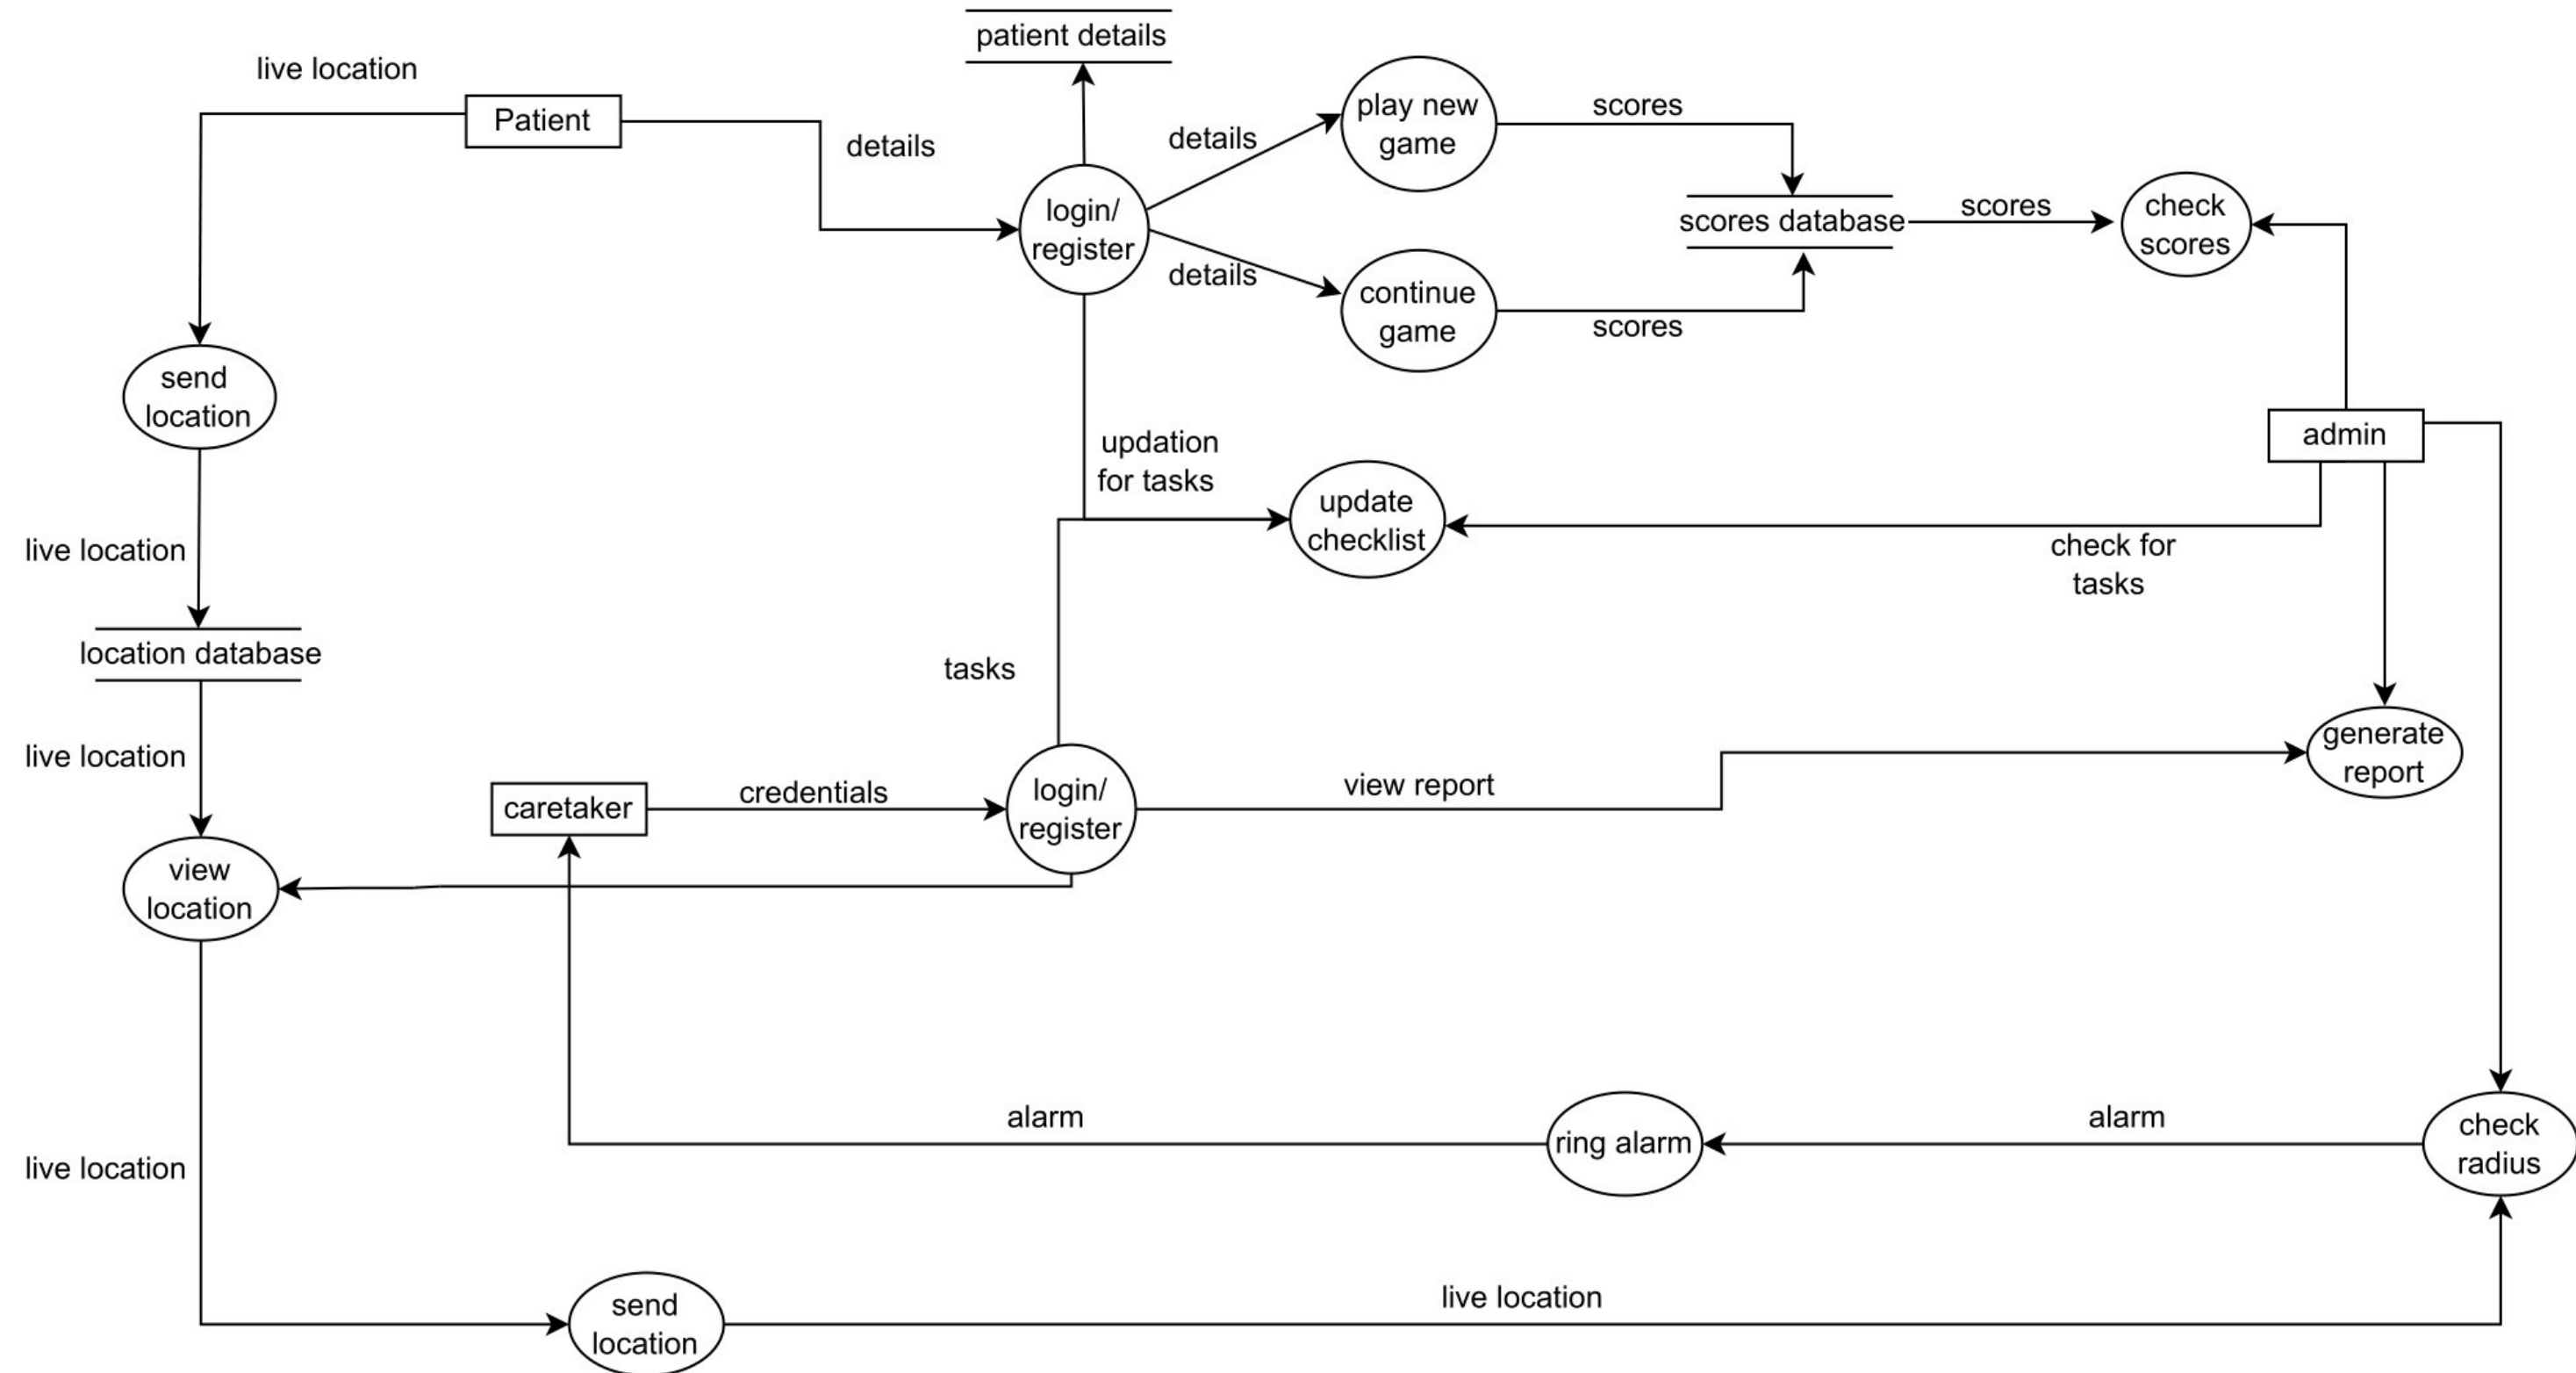 patient details
live location
Patient
details
details
play new
game
scores
login/
register
scores database
scores
check
scores
details
continue
game
scores
send
location
admin
updation
for tasks
update
checklist
check for
tasks
live location
location database
tasks
live location
generate
report
caretaker
credentials
login/
register
view report
view
location
alarm
ring alarm
alarm
check
radius
live location
send
location
live location